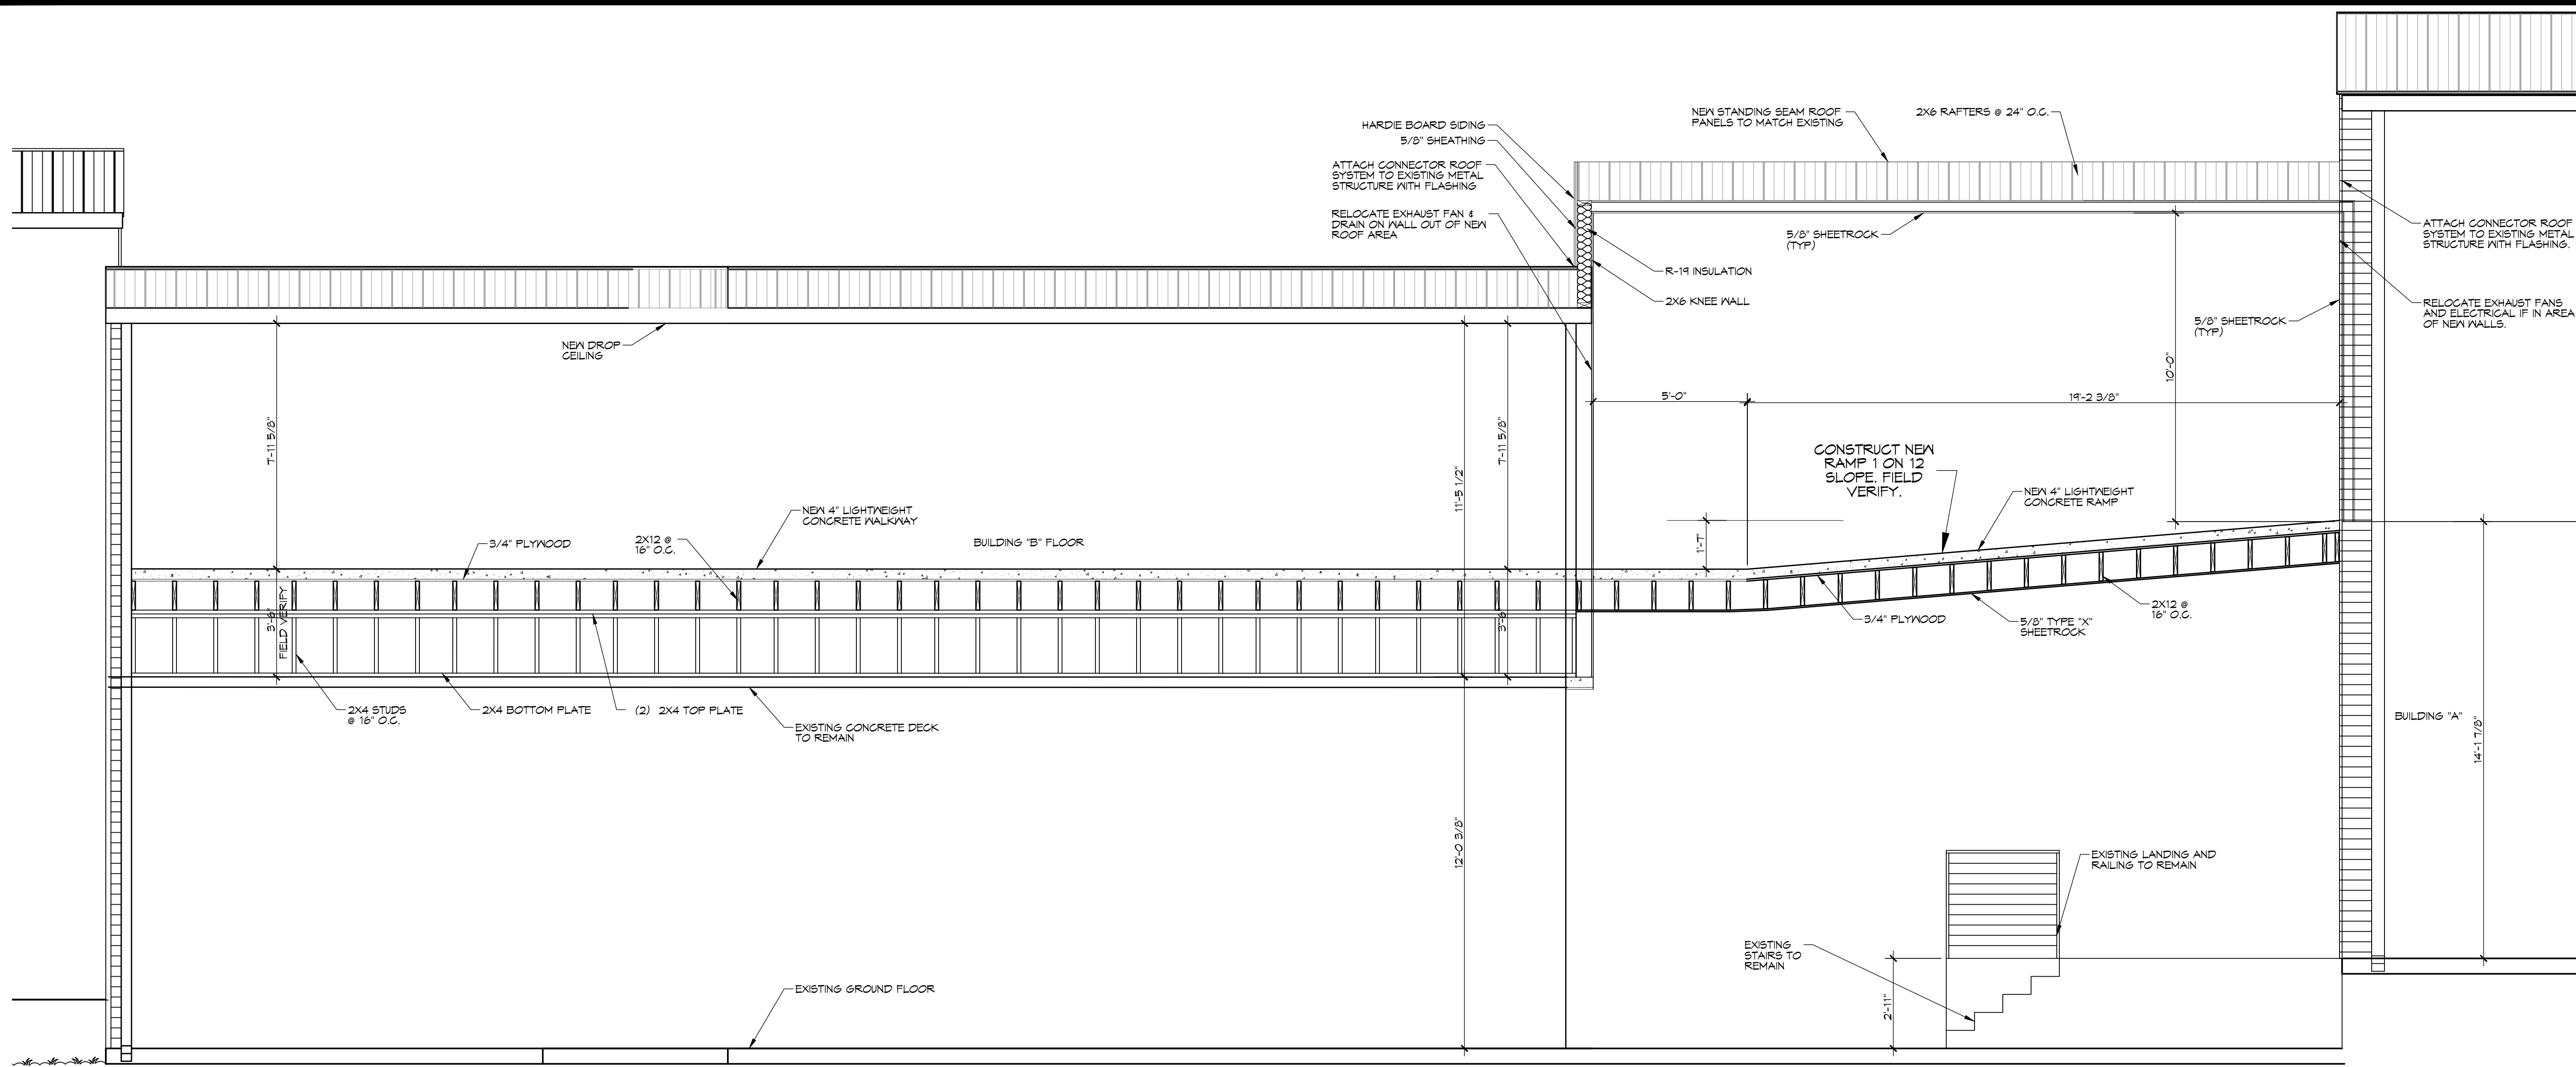 HARDIE BOARD SIDING
5/8" SHEATHING
ATTACH CONNECTOR ROOF
SYSTEM TO EXISTING METAL
STRUCTURE WITH FLASHING
RELOCATE EXHAUST FAN &
DRAIN ON WALL OUT OF NEW
ROOF AREA
NEW STANDING SEAM ROOF
PANELS TO MATCH EXISTING
2X6 RAFTERS @ 24" O.C.
5/8" SHEETROCK
(TYP)
R-19 INSULATION
2X6 KNEE WALL
ATTACH CONNECTOR ROOF
SYSTEM TO EXISTING METAL
STRUCTURE WITH FLASHING.
RELOCATE EXHAUST FANS
AND ELECTRICAL IF IN AREA
OF NEW WALLS.
5/8" SHEETROCK
(TYP)
NEW DROP
CEILING
7'-11 5/8"
11'-5 1/2"
7'-11 5/8"
5'-0"
19'-2 3/8"
10'-0"
CONSTRUCT NEW
RAMP 1 ON 12
SLOPE. FIELD
VERIFY.
NEW 4" LIGHTWEIGHT
CONCRETE RAMP
NEW 4" LIGHTWEIGHT
CONCRETE WALKWAY
3/4" PLYWOOD
2X12 @
16" O.C.
BUILDING "B" FLOOR
1'-7"
3'-6"
FIELD VERIFY
3'-6"
3/4" PLYWOOD
5/8" TYPE "X"
SHEETROCK
2X12 @
16" O.C.
2X4 STUDS
@ 16" O.C.
2X4 BOTTOM PLATE
(2) 2X4 TOP PLATE
EXISTING CONCRETE DECK
TO REMAIN
BUILDING "A"
14'-1 7/8"
12'-0 3/8"
EXISTING LANDING AND
RAILING TO REMAIN
EXISTING
STAIRS TO
REMAIN
2'-11"
EXISTING GROUND FLOOR